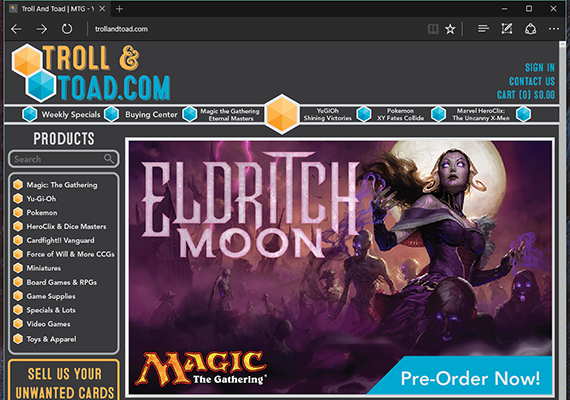 Troll And Toad | MTG - V
trollandtoad.com
TROLL &
TOAD.COM
SIGN IN
CONTACT US
CART (0) $0.00
Weekly Specials
Buying Center
Magic the Gathering
Eternal Masters
YuGiOh
Shining Victories
Pokemon
XY Fates Collide
Marvel HeroClix:
The Uncanny X-Men
PRODUCTS
Search
Magic: The Gathering
Yu-Gi-Oh
Pokemon
HeroClix & Dice Masters
Cardfight!! Vanguard
Force of Will & More CCGs
Miniatures
Board Games & RPGs
Game Supplies
Specials & Lots
Video Games
Toys & Apparel
SELL US YOUR
UNWANTED CARDS
ELDRITCH
MOON
MAGIC
The Gathering®
Pre-Order Now!